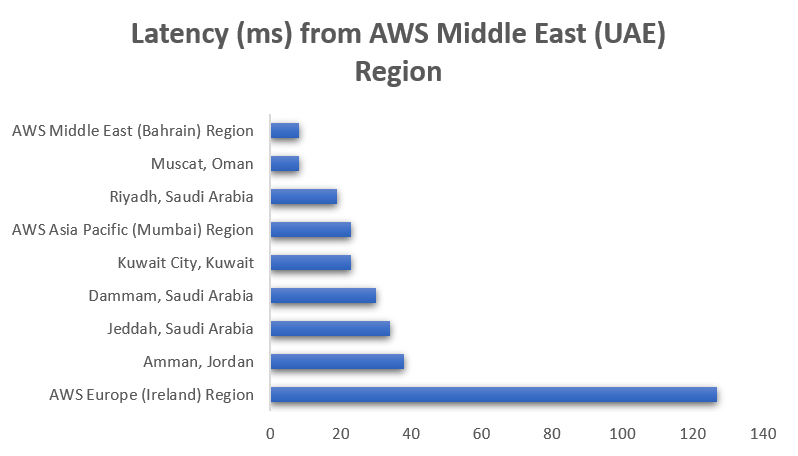 Latency (ms) from AWS Middle East (UAE)
Region
AWS Middle East (Bahrain) Region
Muscat, Oman
Riyadh, Saudi Arabia
AWS Asia Pacific (Mumbai) Region
Kuwait City, Kuwait
Dammam, Saudi Arabia
Jeddah, Saudi Arabia
Amman, Jordan
AWS Europe (Ireland) Region
0 20 40 60 80 100 120 140